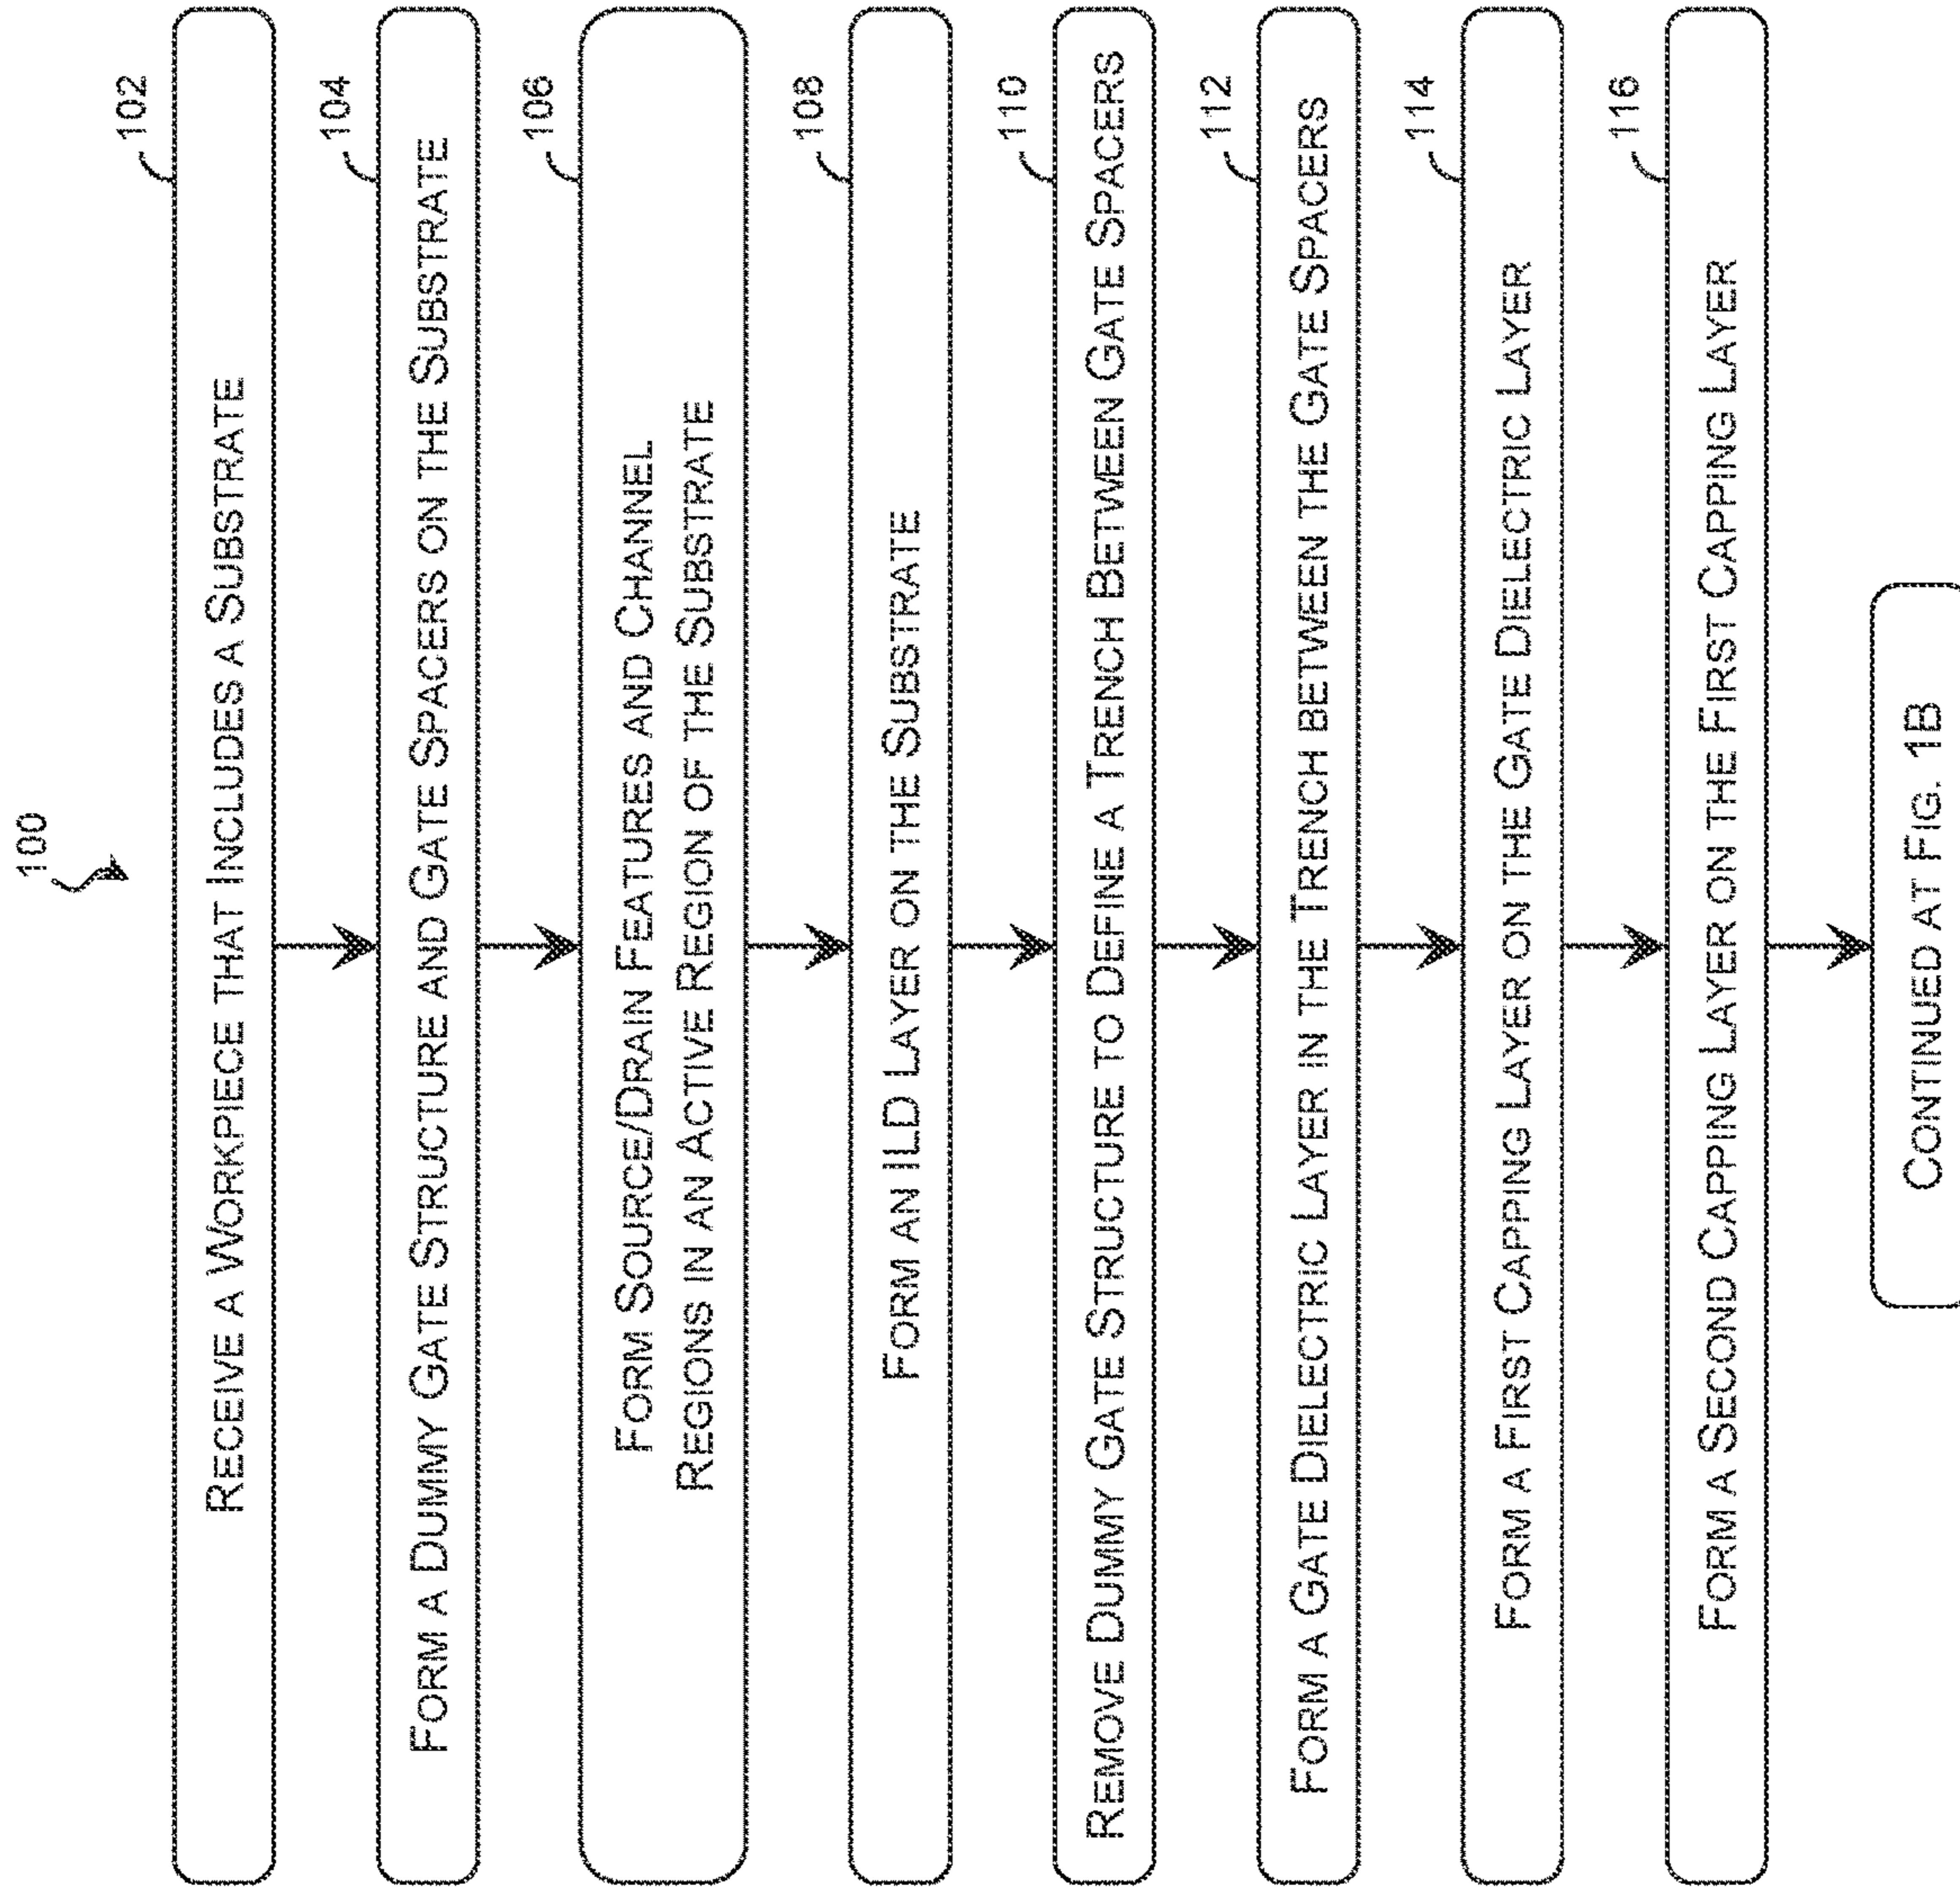 100
102
RECEIVE A WORKPIECE THAT INCLUDES A SUBSTRATE
104
FORM A DUMMY GATE STRUCTURE AND GATE SPACERS ON THE SUBSTRATE
106
FORM SOURCE/DRAIN FEATURES AND CHANNEL
REGIONS IN AN ACTIVE REGION OF THE SUBSTRATE
108
FORM AN ILD LAYER ON THE SUBSTRATE
110
REMOVE DUMMY GATE STRUCTURE TO DEFINE A TRENCH BETWEEN GATE SPACERS
112
FORM A GATE DIELECTRIC LAYER IN THE TRENCH BETWEEN THE GATE SPACERS
114
FORM A FIRST CAPPING LAYER ON THE GATE DIELECTRIC LAYER
116
FORM A SECOND CAPPING LAYER ON THE FIRST CAPPING LAYER
CONTINUED AT FIG. 1B